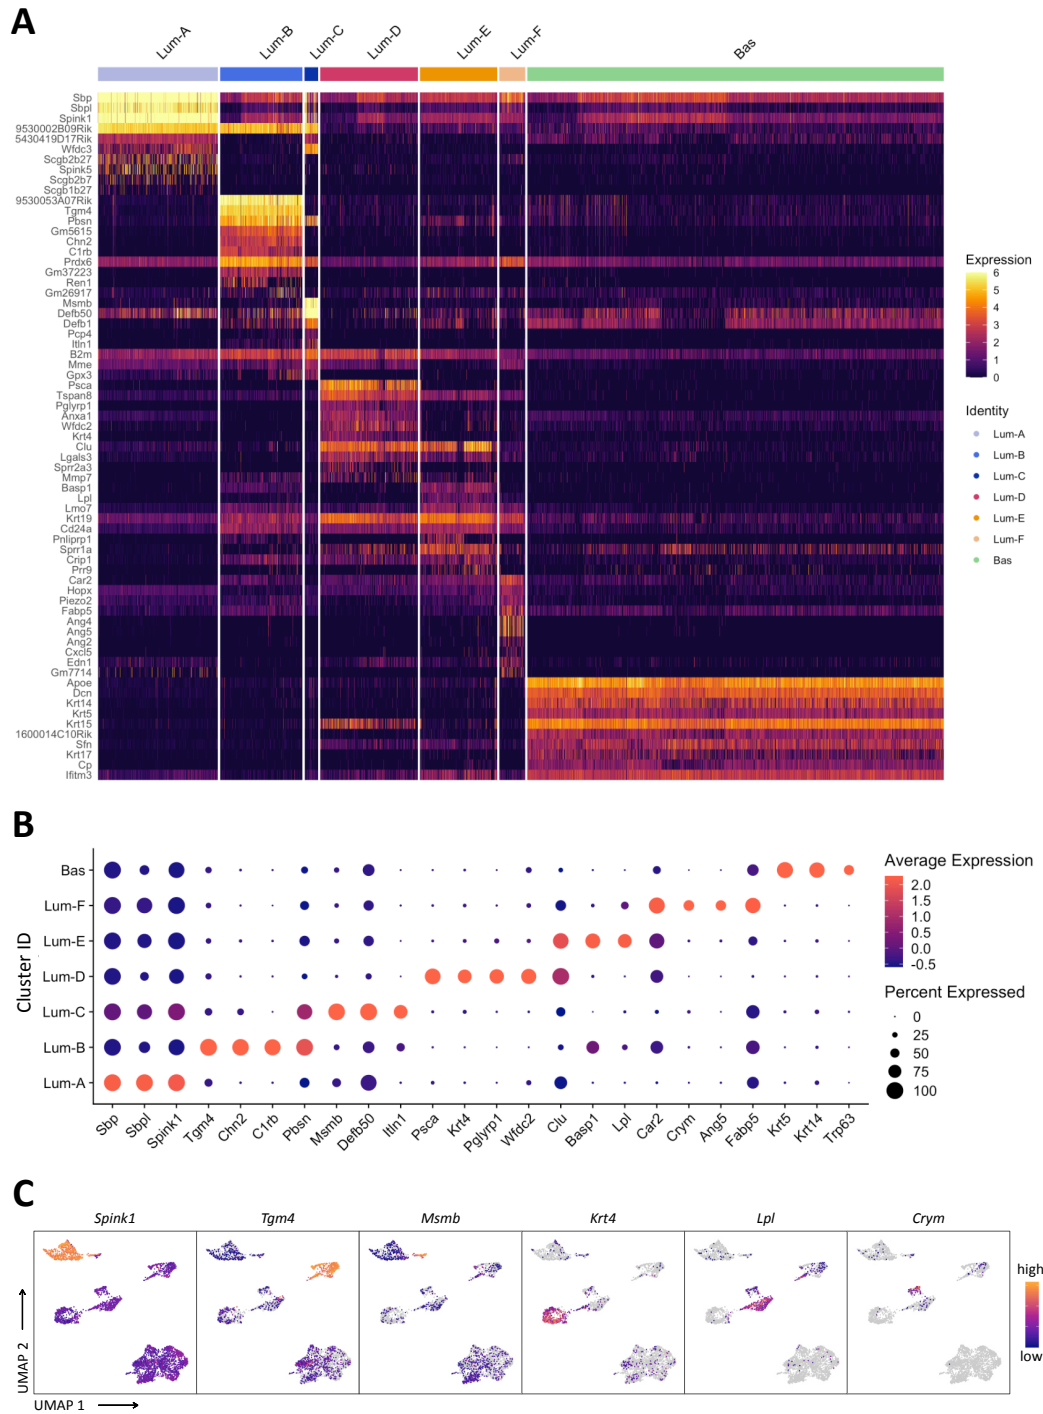 A
Lum-A
Lum-B
Lum-C
Lum-D
Lum-E
Lum-F
Bas
Sbp
Sbpl
Spink1
9530002B09Rik
5430419D17Rik
Wfdc3
Scgb2b27
Spink5
Scgb2b7
Scgb1b27
9530053A07Rik
Tgm4
Pbsn
Gm5615
Chn2
C1rb
Prdx6
Gm37223
Ren1
Gm26917
Msmb
Defb50
Defb1
Pcp4
Itln1
B2m
Mme
Gpx3
Psca
Tspan8
Pglyrp1
Anxa1
Wfdc2
Krt4
Clu
Lgals3
Sprr2a3
Mmp7
Basp1
Lpl
Lmo7
Krt19
Cd24a
Pnliprp1
Sprr1a
Crip1
Prr9
Car2
Hopx
Piezo2
Fabp5
Ang4
Ang5
Ang2
Cxcl5
Edn1
Gm7714
Apoe
Dcn
Krt14
Krt5
Krt15
1600014C10Rik
Sfn
Krt17
Cp
Ifitm3
Expression
6
5
4
3
2
1
0
Identity
Lum-A
Lum-B
Lum-C
Lum-D
Lum-E
Lum-F
Bas
B
Cluster ID
Bas
Lum-F
Lum-E
Lum-D
Lum-C
Lum-B
Lum-A
Sbp
Sbpl
Spink1
Tgm4
Chn2
C1rb
Pbsn
Msmb
Defb50
Itln1
Psca
Krt4
Pglyrp1
Wfdc2
Clu
Basp1
Lpl
Car2
Crym
Ang5
Fabp5
Krt5
Krt14
Trp63
Average Expression
2.0
1.5
1.0
0.5
0.0
-0.5
Percent Expressed
0
25
50
75
100
C
Spink1
Tgm4
Msmb
Krt4
Lpl
Crym
high
low
UMAP 2
UMAP 1